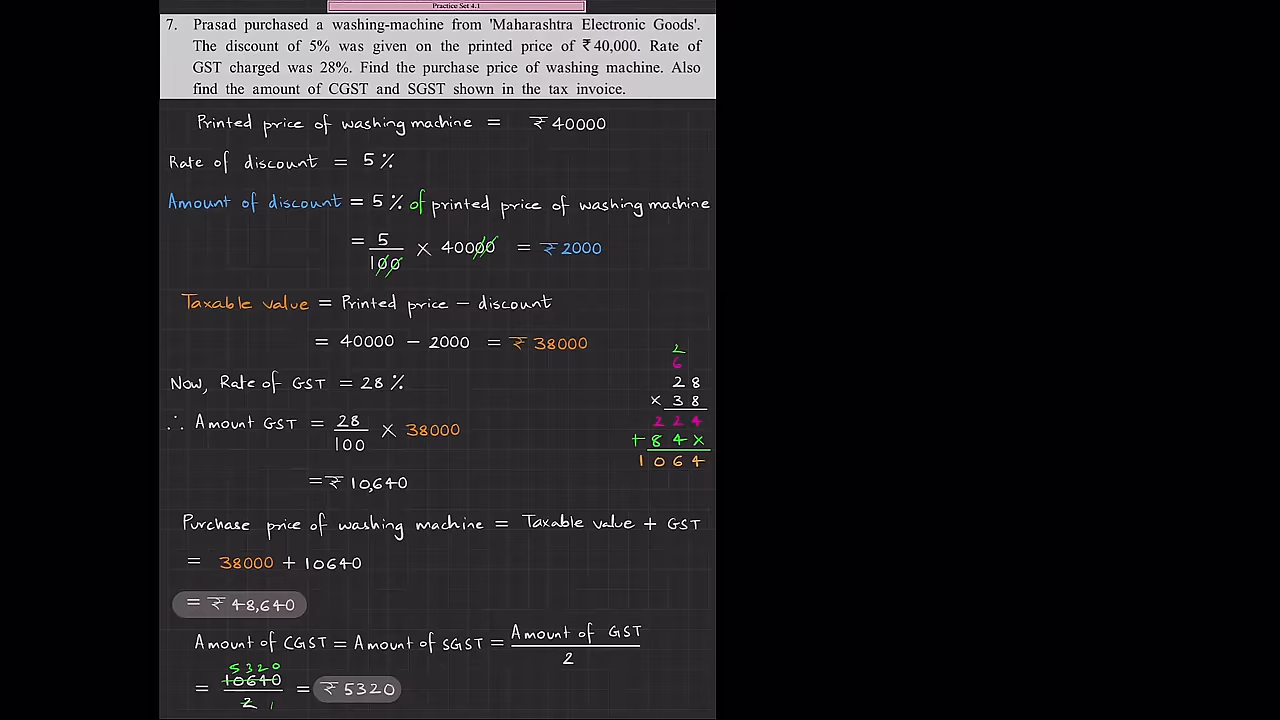 Practice Set 4.1
7. Prasad purchased a washing-machine from 'Maharashtra Electronic Goods'.
The discount of 5% was given on the printed price of ₹40,000. Rate of
GST charged was 28%. Find the purchase price of washing machine. Also
find the amount of CGST and SGST shown in the tax invoice.
Printed price of washing machine = ₹40000
Rate of discount = 5%
Amount of discount = 5% of printed price of washing machine
= 5/100 × 40000 = ₹2000
Taxable value = Printed price − discount
= 40000 − 2000 = ₹38000
Now, Rate of GST = 28%
∴ Amount GST = 28/100 × 38000
= ₹10,640
2
6
28
×38
224
+84×
1064
Purchase price of washing machine = Taxable value + GST
= 38000 + 10640
= ₹48,640
Amount of CGST = Amount of SGST = Amount of GST/2
5320
= 10640/2 = ₹5320
1